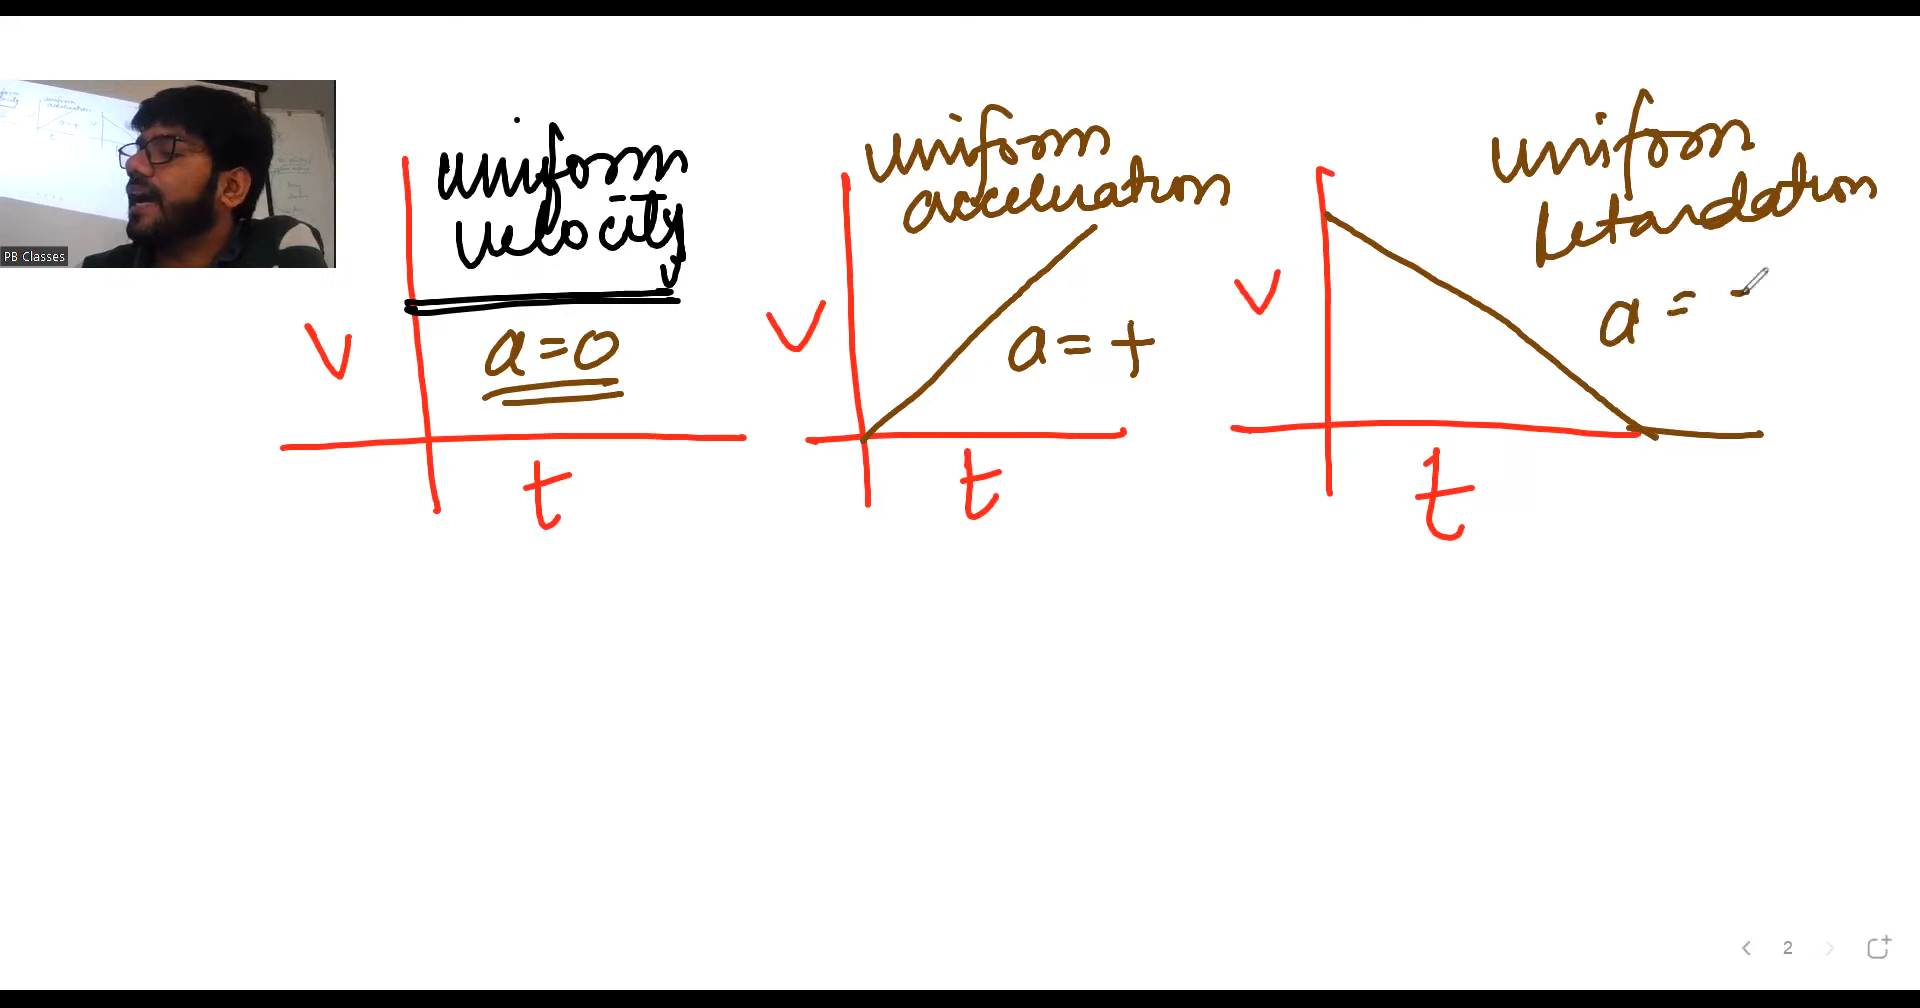 PB Classes
uniform
velocity
v
V
a=0
t
uniform
acceleration
V
a=+
t
uniform
retardation
V
a=-
t
2